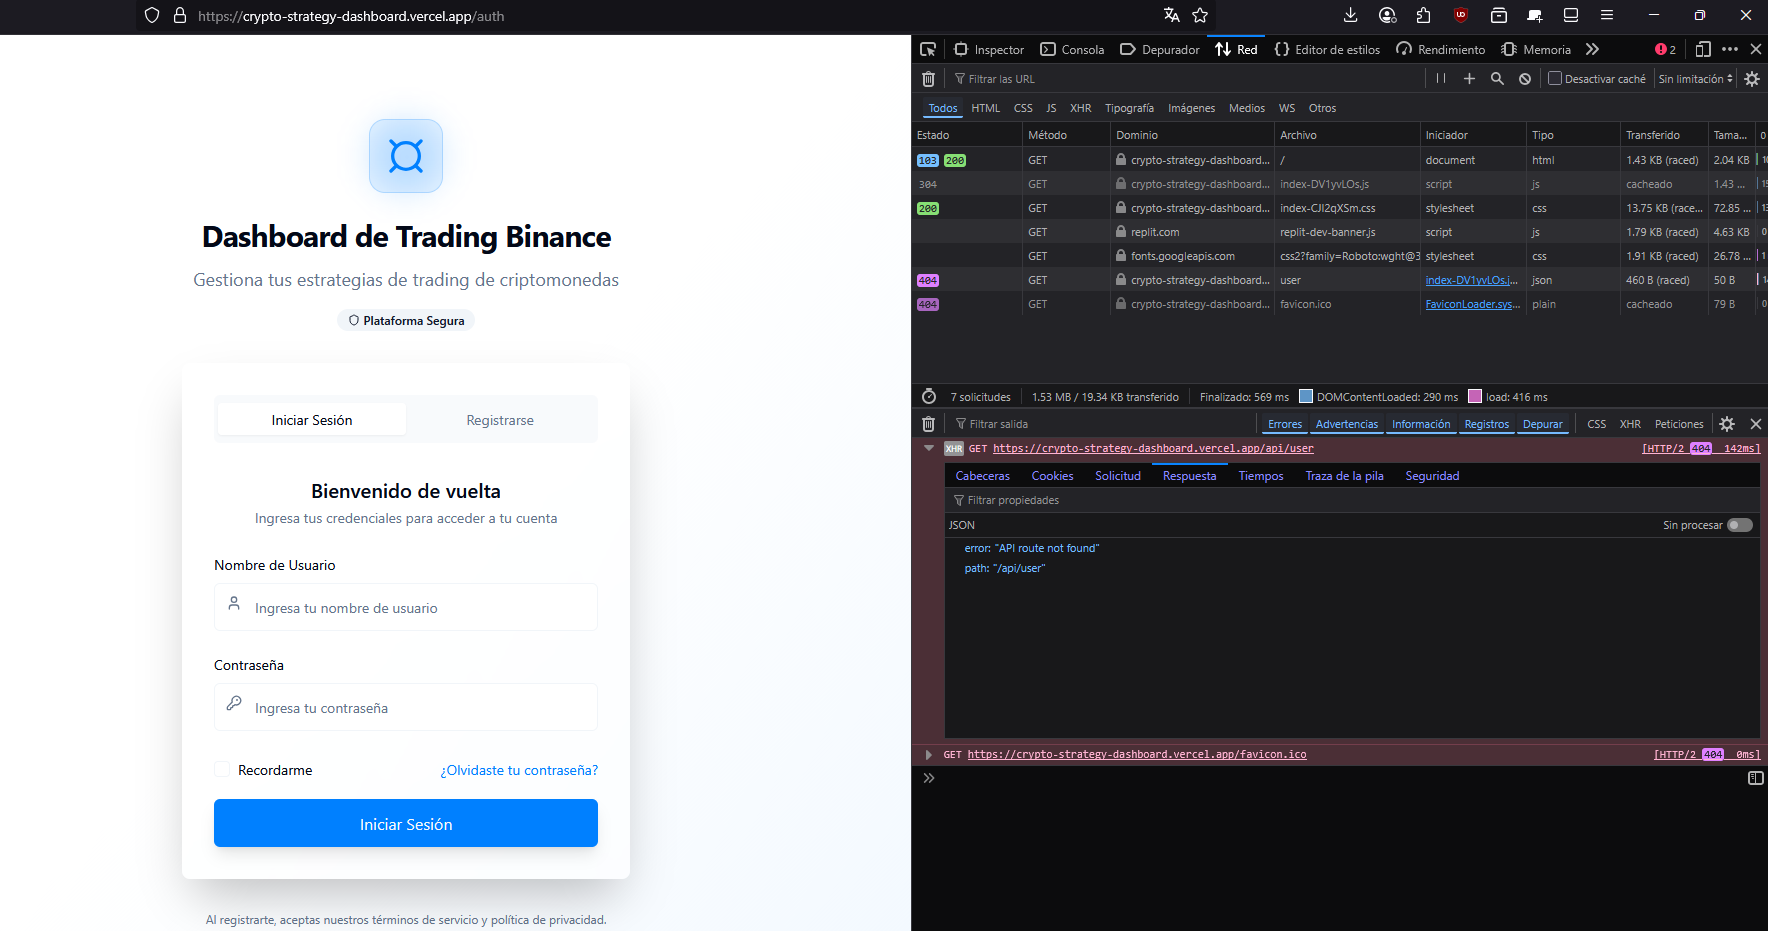 https://crypto-strategy-dashboard.vercel.app/auth
Dashboard de Trading Binance
Gestiona tus estrategias de trading de criptomonedas
Plataforma Segura
Iniciar Sesión Registrarse
Bienvenido de vuelta
Ingresa tus credenciales para acceder a tu cuenta
Nombre de Usuario
Ingresa tu nombre de usuario
Contraseña
Ingresa tu contraseña
Recordarme ¿Olvidaste tu contraseña?
Iniciar Sesión
Al registrarte, aceptas nuestros términos de servicio y política de privacidad.
Inspector Consola Depurador Red Editor de estilos Rendimiento Memoria 2
Filtrar las URL Desactivar caché Sin limitación
Todos HTML CSS JS XHR Tipografía Imágenes Medios WS Otros
Estado Método Dominio Archivo Iniciador Tipo Transferido Tama... 0
103 200 GET crypto-strategy-dashboard... / document html 1.43 KB (raced) 2.04 KB
304 GET crypto-strategy-dashboard... index-DV1yvLOs.js script js cacheado 1.43 ...
200 GET crypto-strategy-dashboard... index-CJI2qXSm.css stylesheet css 13.75 KB (race... 72.85 ...
GET replit.com replit-dev-banner.js script js 1.79 KB (raced) 4.63 KB 0
GET fonts.googleapis.com css2?family=Roboto:wght@3 stylesheet css 1.91 KB (raced) 26.78 ...
404 GET crypto-strategy-dashboard... user index-DV1yvLOs.j... json 460 B (raced) 50 B
404 GET crypto-strategy-dashboard... favicon.ico FaviconLoader.sys... plain cacheado 79 B 0
7 solicitudes 1.53 MB / 19.34 KB transferido Finalizado: 569 ms DOMContentLoaded: 290 ms load: 416 ms
Filtrar salida Errores Advertencias Información Registros Depurar CSS XHR Peticiones
XHR GET https://crypto-strategy-dashboard.vercel.app/api/user [HTTP/2 404 142ms]
Cabeceras Cookies Solicitud Respuesta Tiempos Traza de la pila Seguridad
Filtrar propiedades
JSON Sin procesar
error: "API route not found"
path: "/api/user"
GET https://crypto-strategy-dashboard.vercel.app/favicon.ico [HTTP/2 404 0ms]